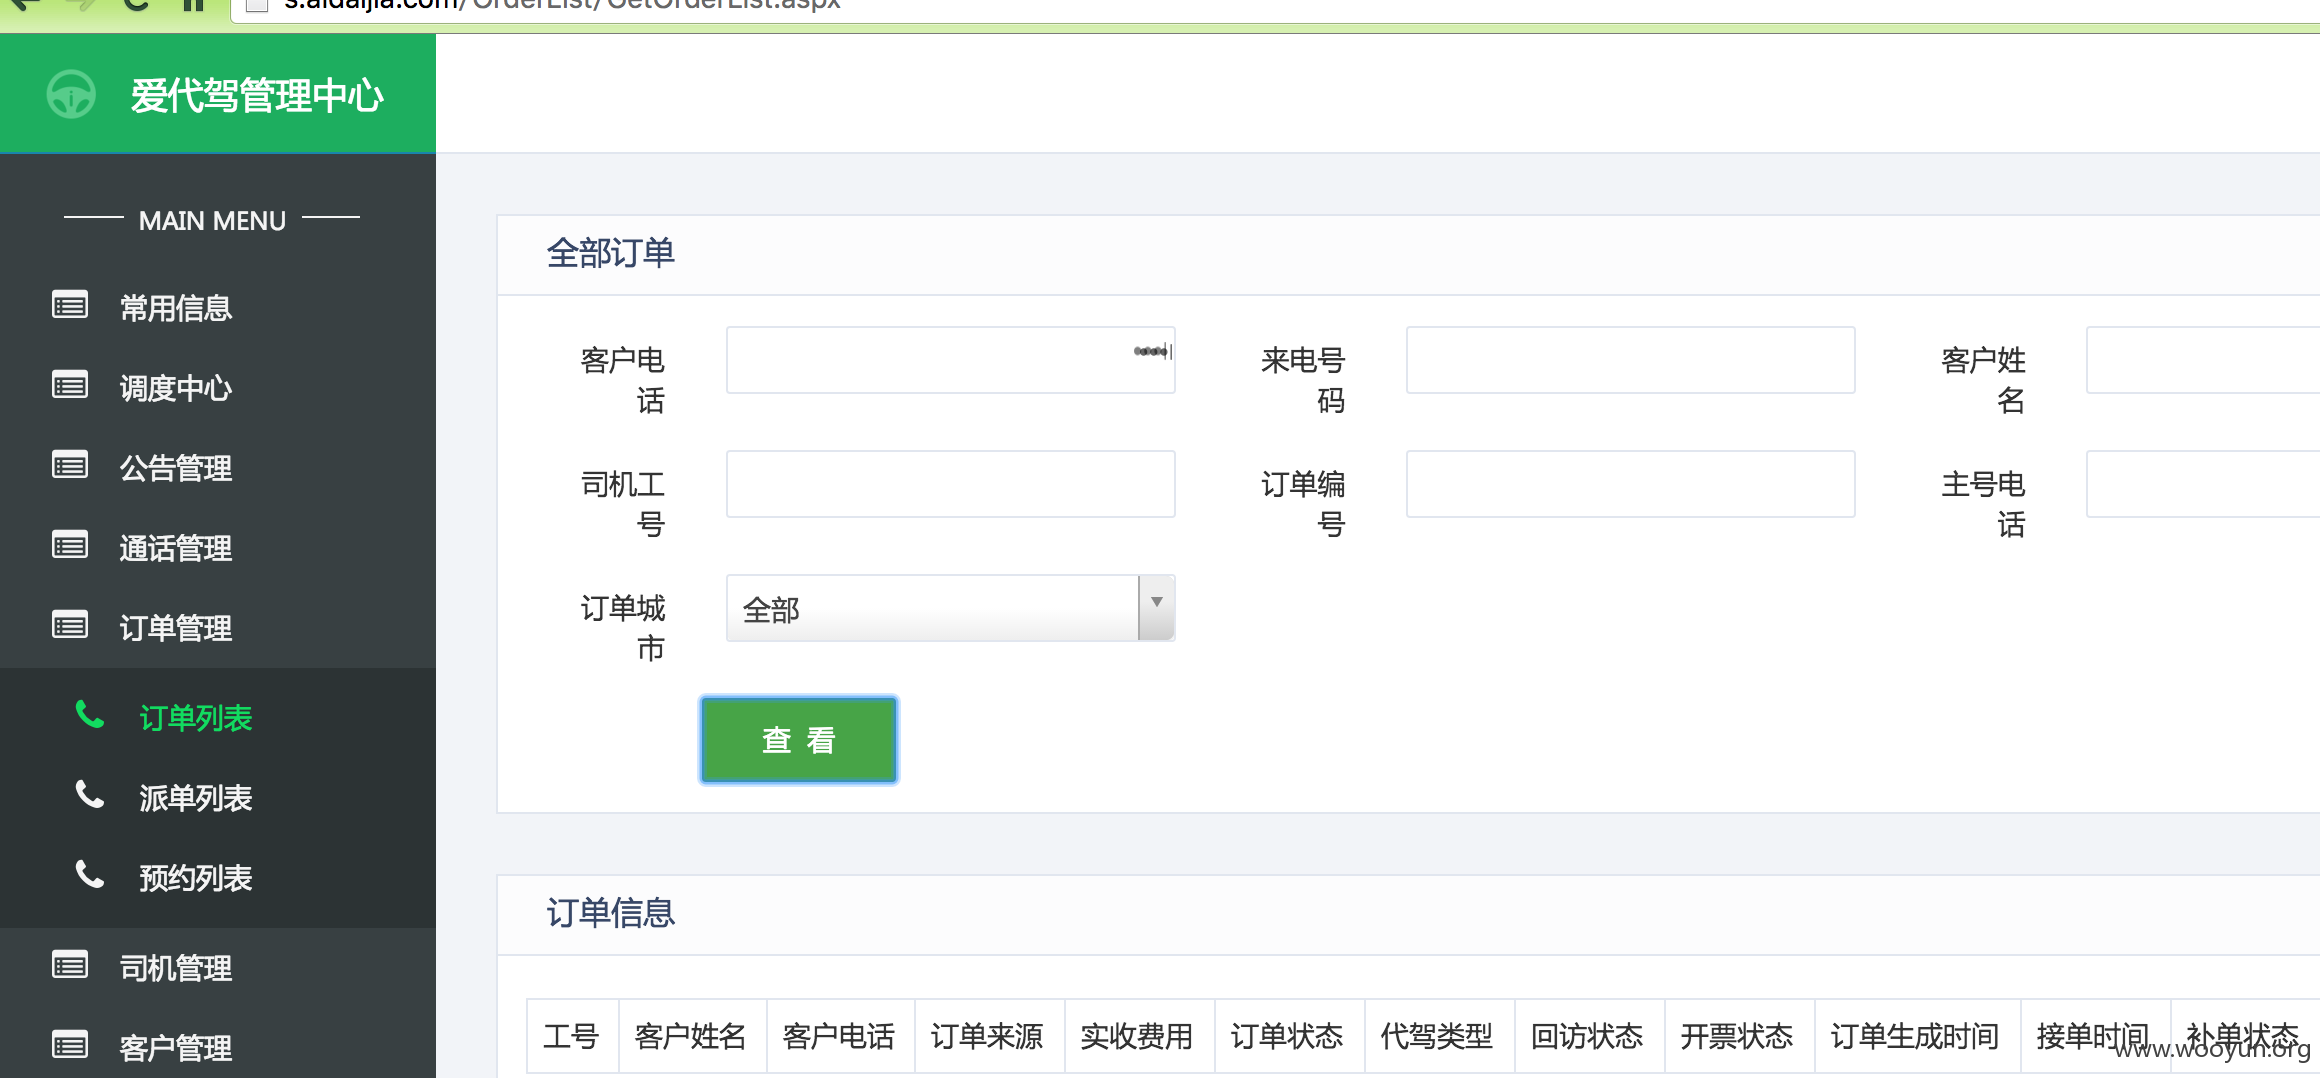 s.aidaijia.com/OrderList/GetOrderList.aspx
爱代驾管理中心
MAIN MENU
常用信息
调度中心
公告管理
通话管理
订单管理
订单列表
派单列表
预约列表
司机管理
客户管理
全部订单
客户电话
来电号码
客户姓名
司机工号
订单编号
主号电话
订单城市
全部
查 看
订单信息
工号 客户姓名 客户电话 订单来源 实收费用 订单状态 代驾类型 回访状态 开票状态 订单生成时间 接单时间 补单状态
www.wooyun.org